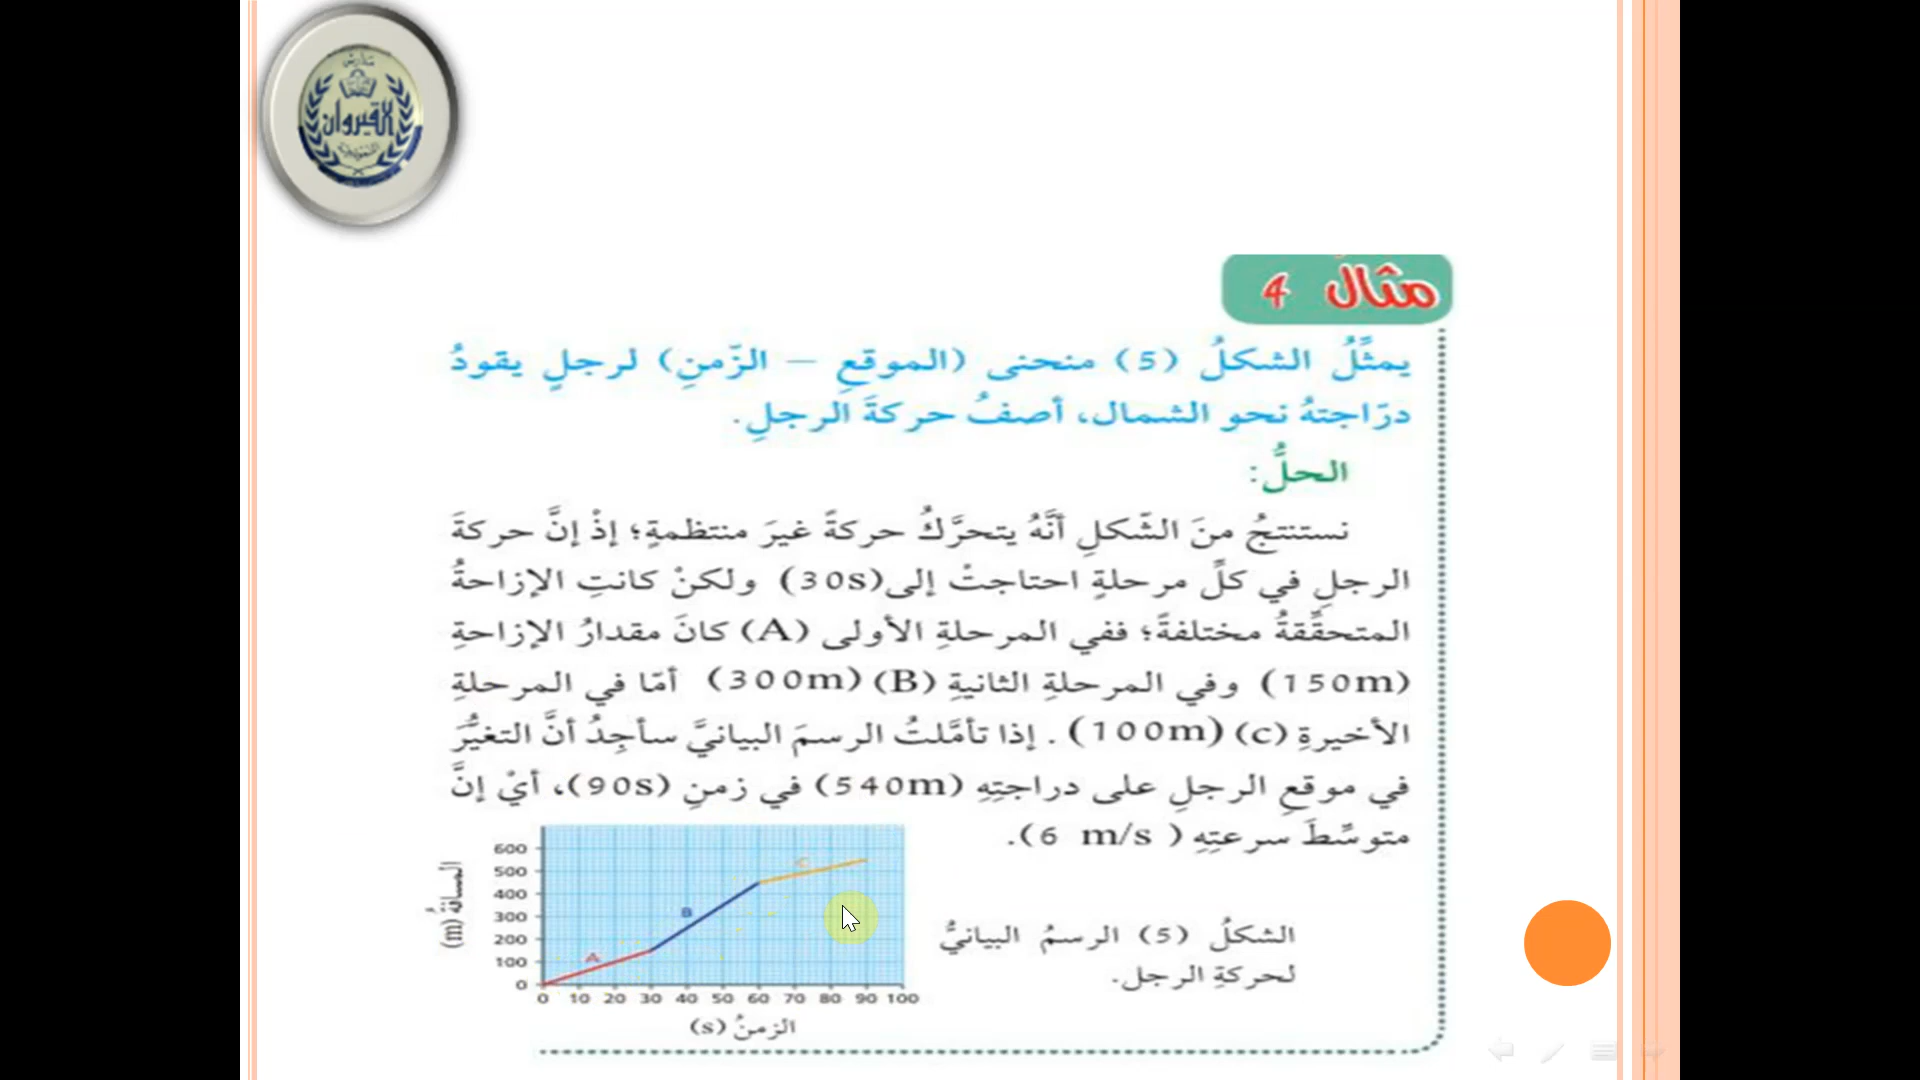 مدارس
القيروان
مثال 4
يمثِّلُ الشكلُ (5) منحنى (الموقعِ – الزّمنِ) لرجلٍ يقودُ
درّاجتهُ نحو الشمال، أصفُ حركةَ الرجلِ.
الحلُّ:
نستنتجُ منَ الشّكلِ أنَّهُ يتحرَّكُ حركةً غيرَ منتظمةٍ؛ إذْ إنَّ حركةَ
الرجلِ في كلِّ مرحلةٍ احتاجتْ إلى(30s) ولكنْ كانتِ الإزاحةُ
المتحقِّقةُ مختلفةً؛ ففي المرحلةِ الأولى (A) كانَ مقدارُ الإزاحةِ
(150m) وفي المرحلةِ الثانيةِ (B) (300m) أمّا في المرحلةِ
الأخيرةِ (c) (100m) . إذا تأمَّلتُ الرسمَ البيانيَّ سأجِدُ أنَّ التغيُّرَ
في موقعِ الرجلِ على دراجتِهِ (540m) في زمنِ (90s)، أيْ إنَّ
متوسِّطَ سرعتِهِ (6 m/s ).
المسافةُ (m)
600
500
400
300
200
100
0
A
B
C
0 10 20 30 40 50 60 70 80 90 100
الزمنُ (s)
الشكلُ (5) الرسمُ البيانيُّ
لحركةِ الرجل.